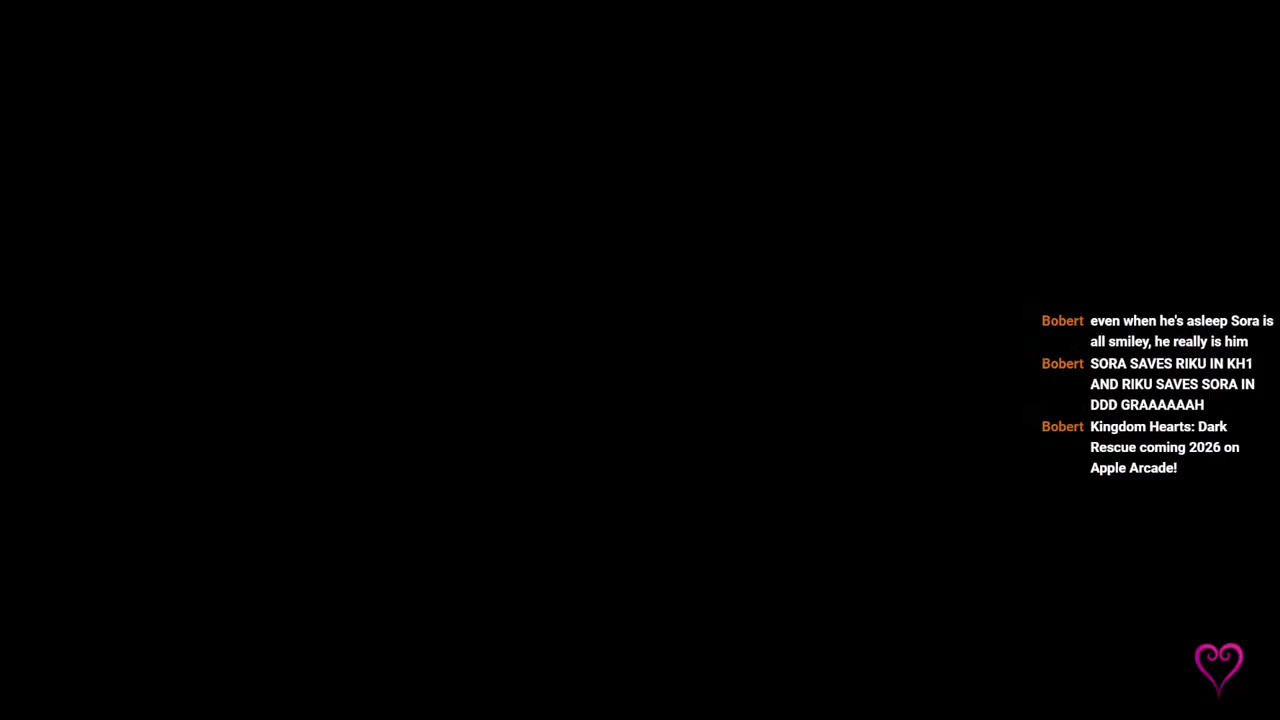 Bobert even when he's asleep Sora is
all smiley, he really is him
Bobert SORA SAVES RIKU IN KH1
AND RIKU SAVES SORA IN
DDD GRAAAAAAH
Bobert Kingdom Hearts: Dark
Rescue coming 2026 on
Apple Arcade!